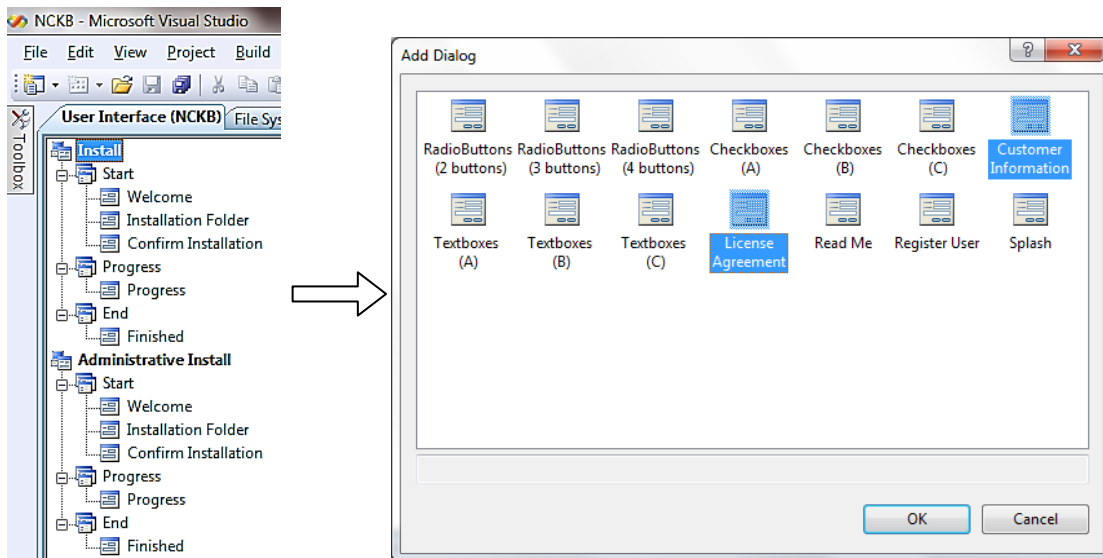 NCKB - Microsoft Visual Studio
File Edit View Project Build
Toolbox
User Interface (NCKB) File Sys
Install
Start
Welcome
Installation Folder
Confirm Installation
Progress
Progress
End
Finished
Administrative Install
Start
Welcome
Installation Folder
Confirm Installation
Progress
Progress
End
Finished
Add Dialog
RadioButtons RadioButtons RadioButtons Checkboxes Checkboxes Checkboxes Customer
(2 buttons) (3 buttons) (4 buttons) (A) (B) (C) Information
Textboxes Textboxes Textboxes License Read Me Register User Splash
(A) (B) (C) Agreement
OK Cancel